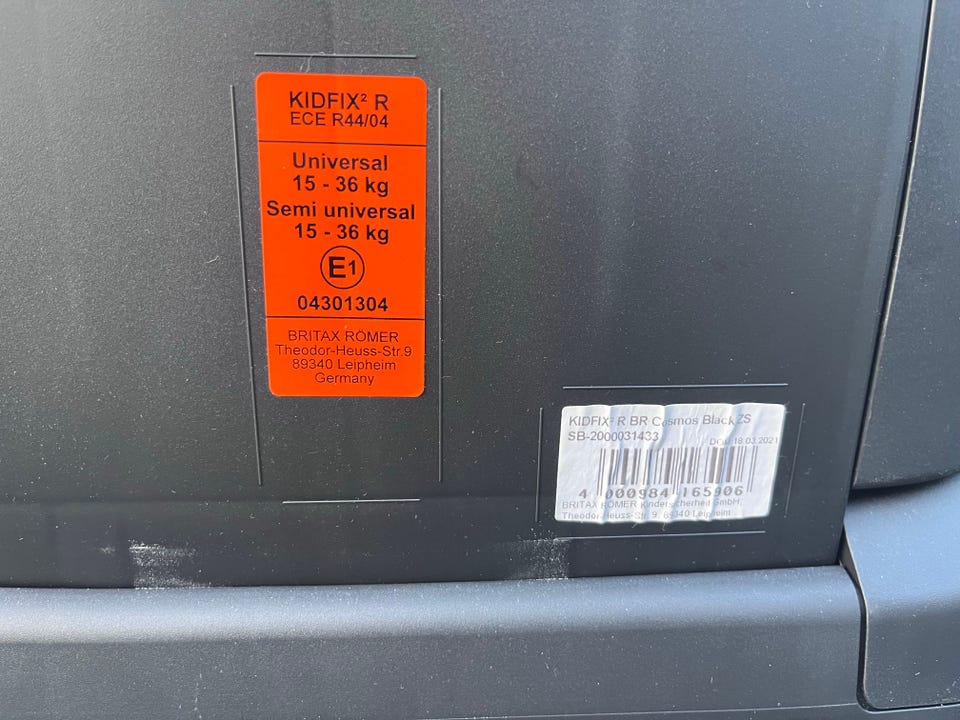 KIDFIX² R
ECE R44/04
Universal
15 - 36 kg
Semi universal
15 - 36 kg
E1
04301304
BRITAX RÖMER
Theodor-Heuss-Str.9
89340 Leipheim
Germany
KIDFIX² R BR Cosmos Black ZS
SB-2000031433
DOM 18.03.2021
4 000984 165906
BRITAX RÖMER Kindersicherheit GmbH,
Theodor-Heuss-Str. 9, 89340 Leipheim